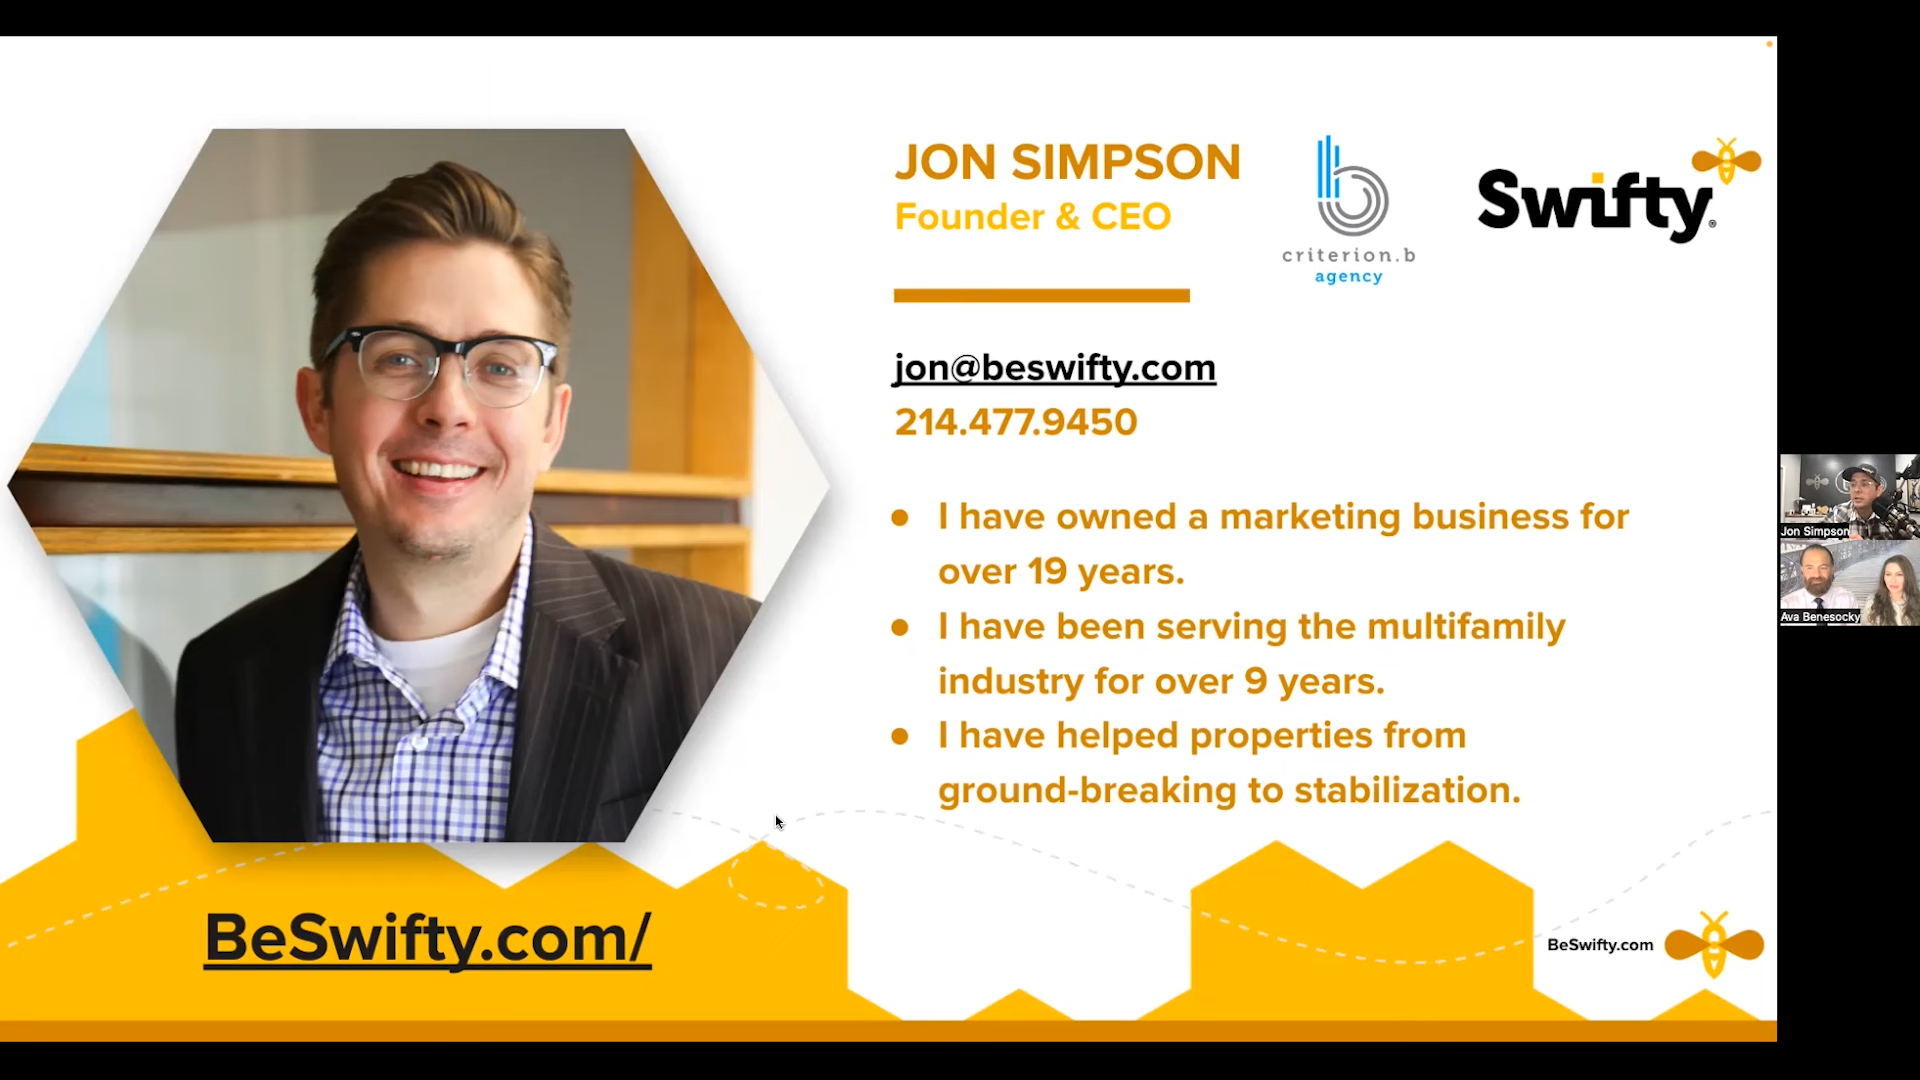 JON SIMPSON
Founder & CEO
criterion.b
agency
Swifty®
jon@beswifty.com
214.477.9450
● I have owned a marketing business for
over 19 years.
● I have been serving the multifamily
industry for over 9 years.
● I have helped properties from
ground-breaking to stabilization.
BeSwifty.com/
BeSwifty.com
Jon Simpson
Ava Benesocky